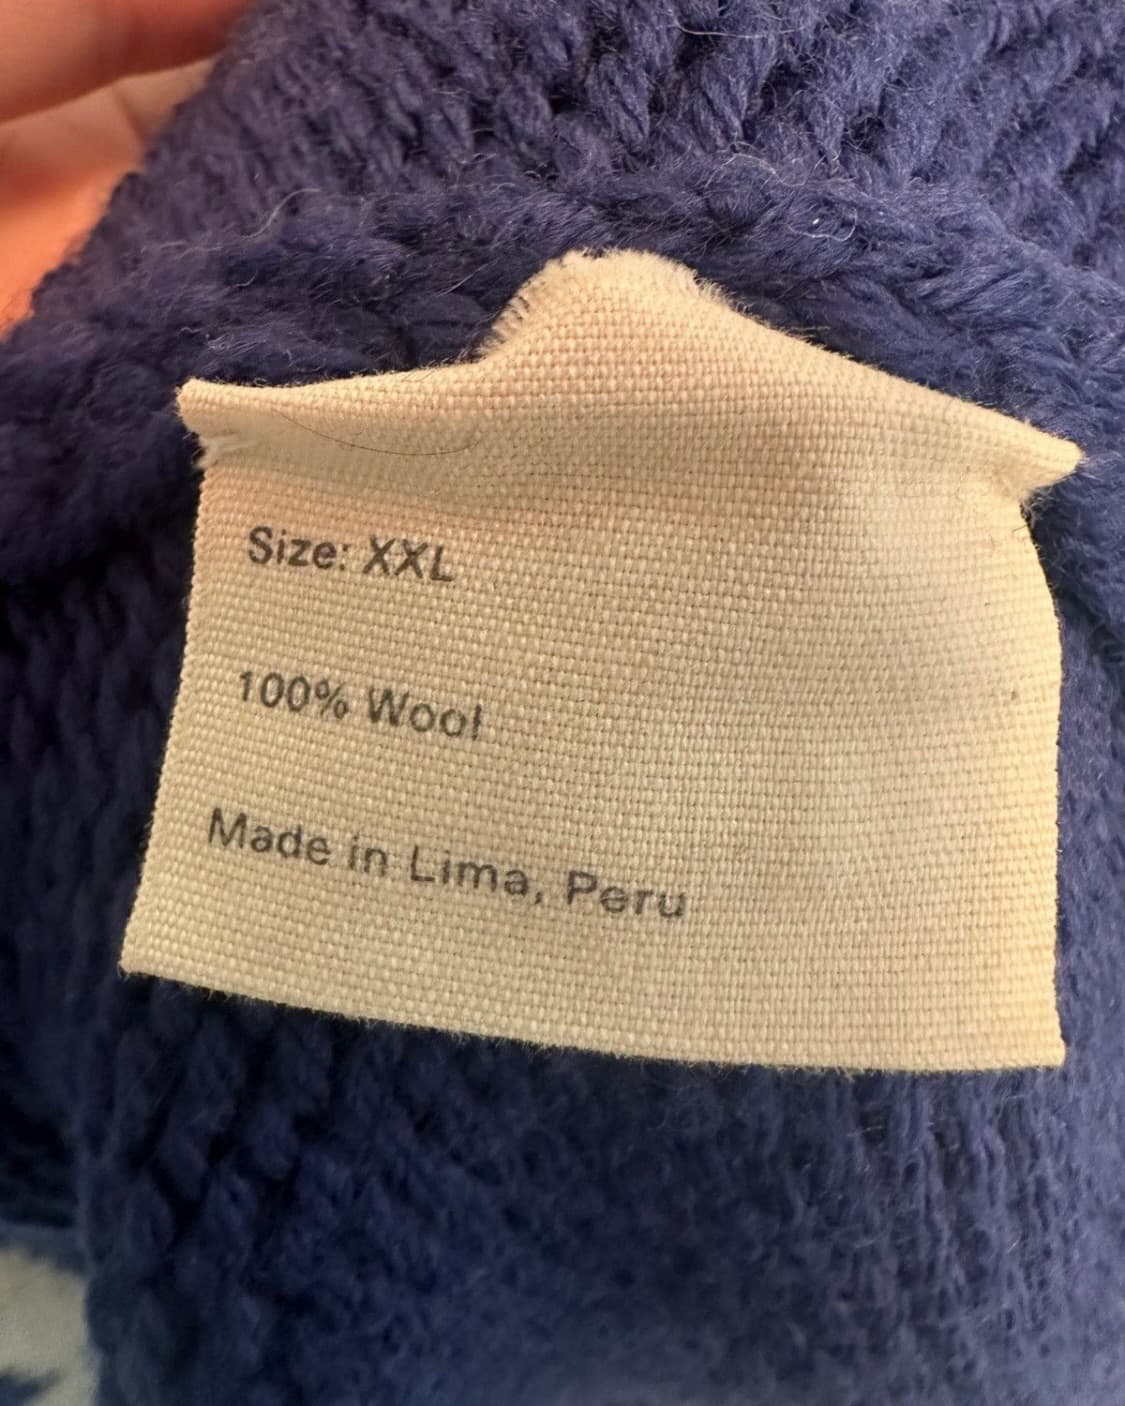 Size: XXL
100% Wool
Made in Lima, Peru